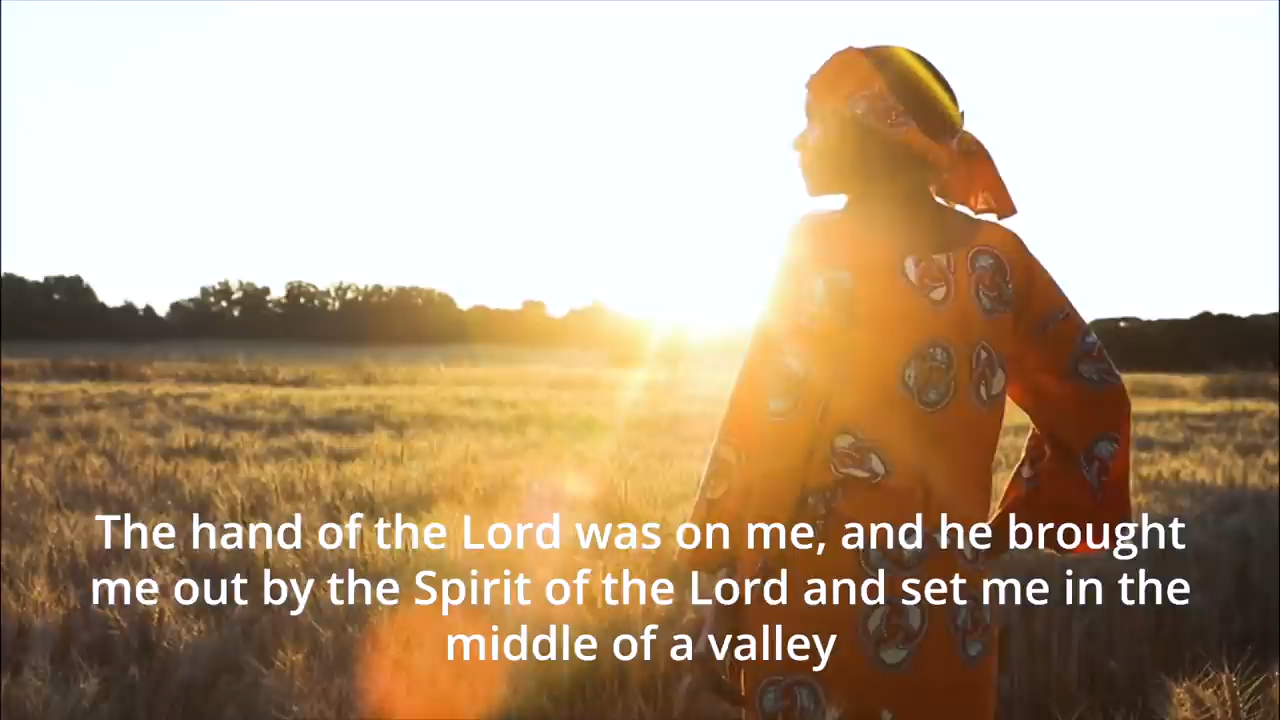 The hand of the Lord was on me, and he brought
me out by the Spirit of the Lord and set me in the
middle of a valley